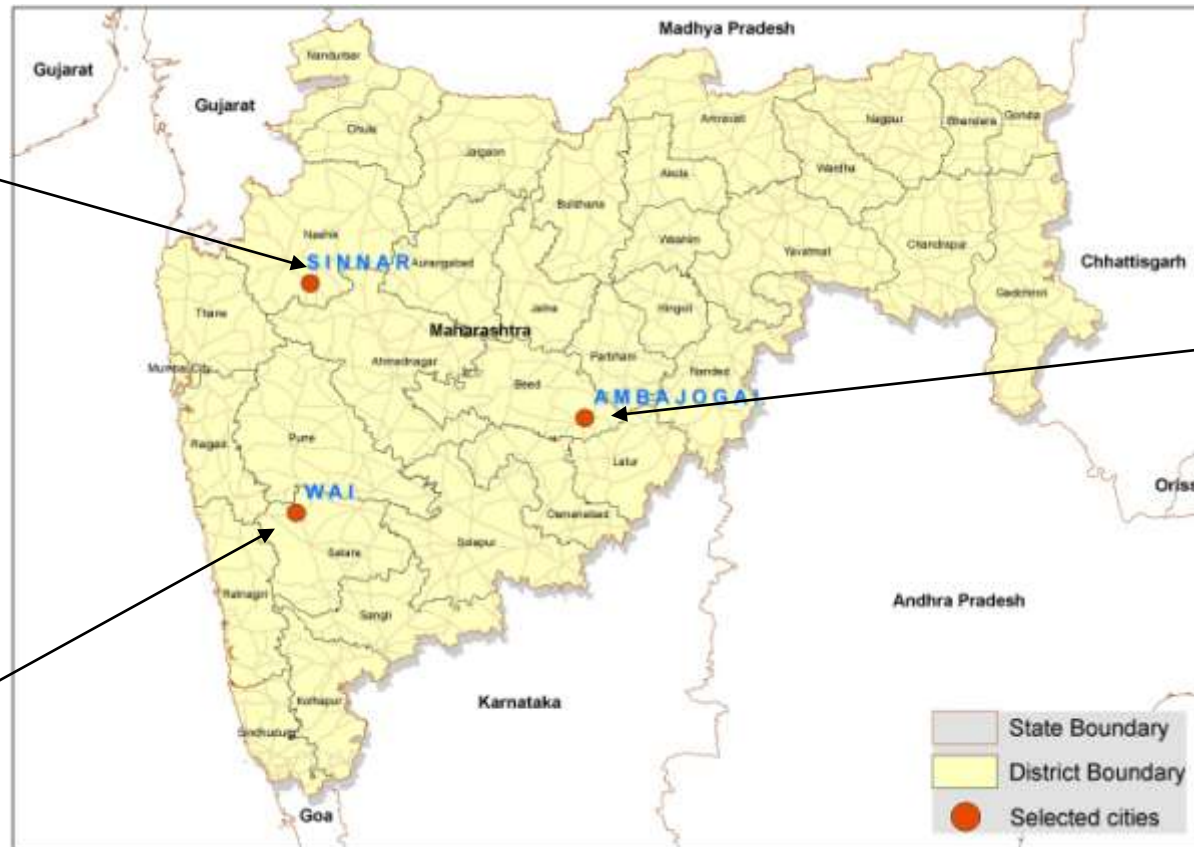 Madhya Pradesh
Gujarat
Gujarat
Nandurbar
Dhule
Jalgaon
Buldhana
Akola
Amravati
Nagpur
Bhandara
Gondia
Wardha
Washim
Yavatmal
Chandrapur
Gadchiroli
Chhattisgarh
Nashik
SINNAR
Aurangabad
Jalna
Hingoli
Parbhani
Nanded
Thane
Maharashtra
Mumbai City
Ahmednagar
Beed
AMBAJOGAI
Raigad
Pune
Latur
Osmanabad
Oriss
WAI
Satara
Solapur
Ratnagiri
Sangli
Andhra Pradesh
Kolhapur
Karnataka
Sindhudurg
Goa
State Boundary
District Boundary
Selected cities